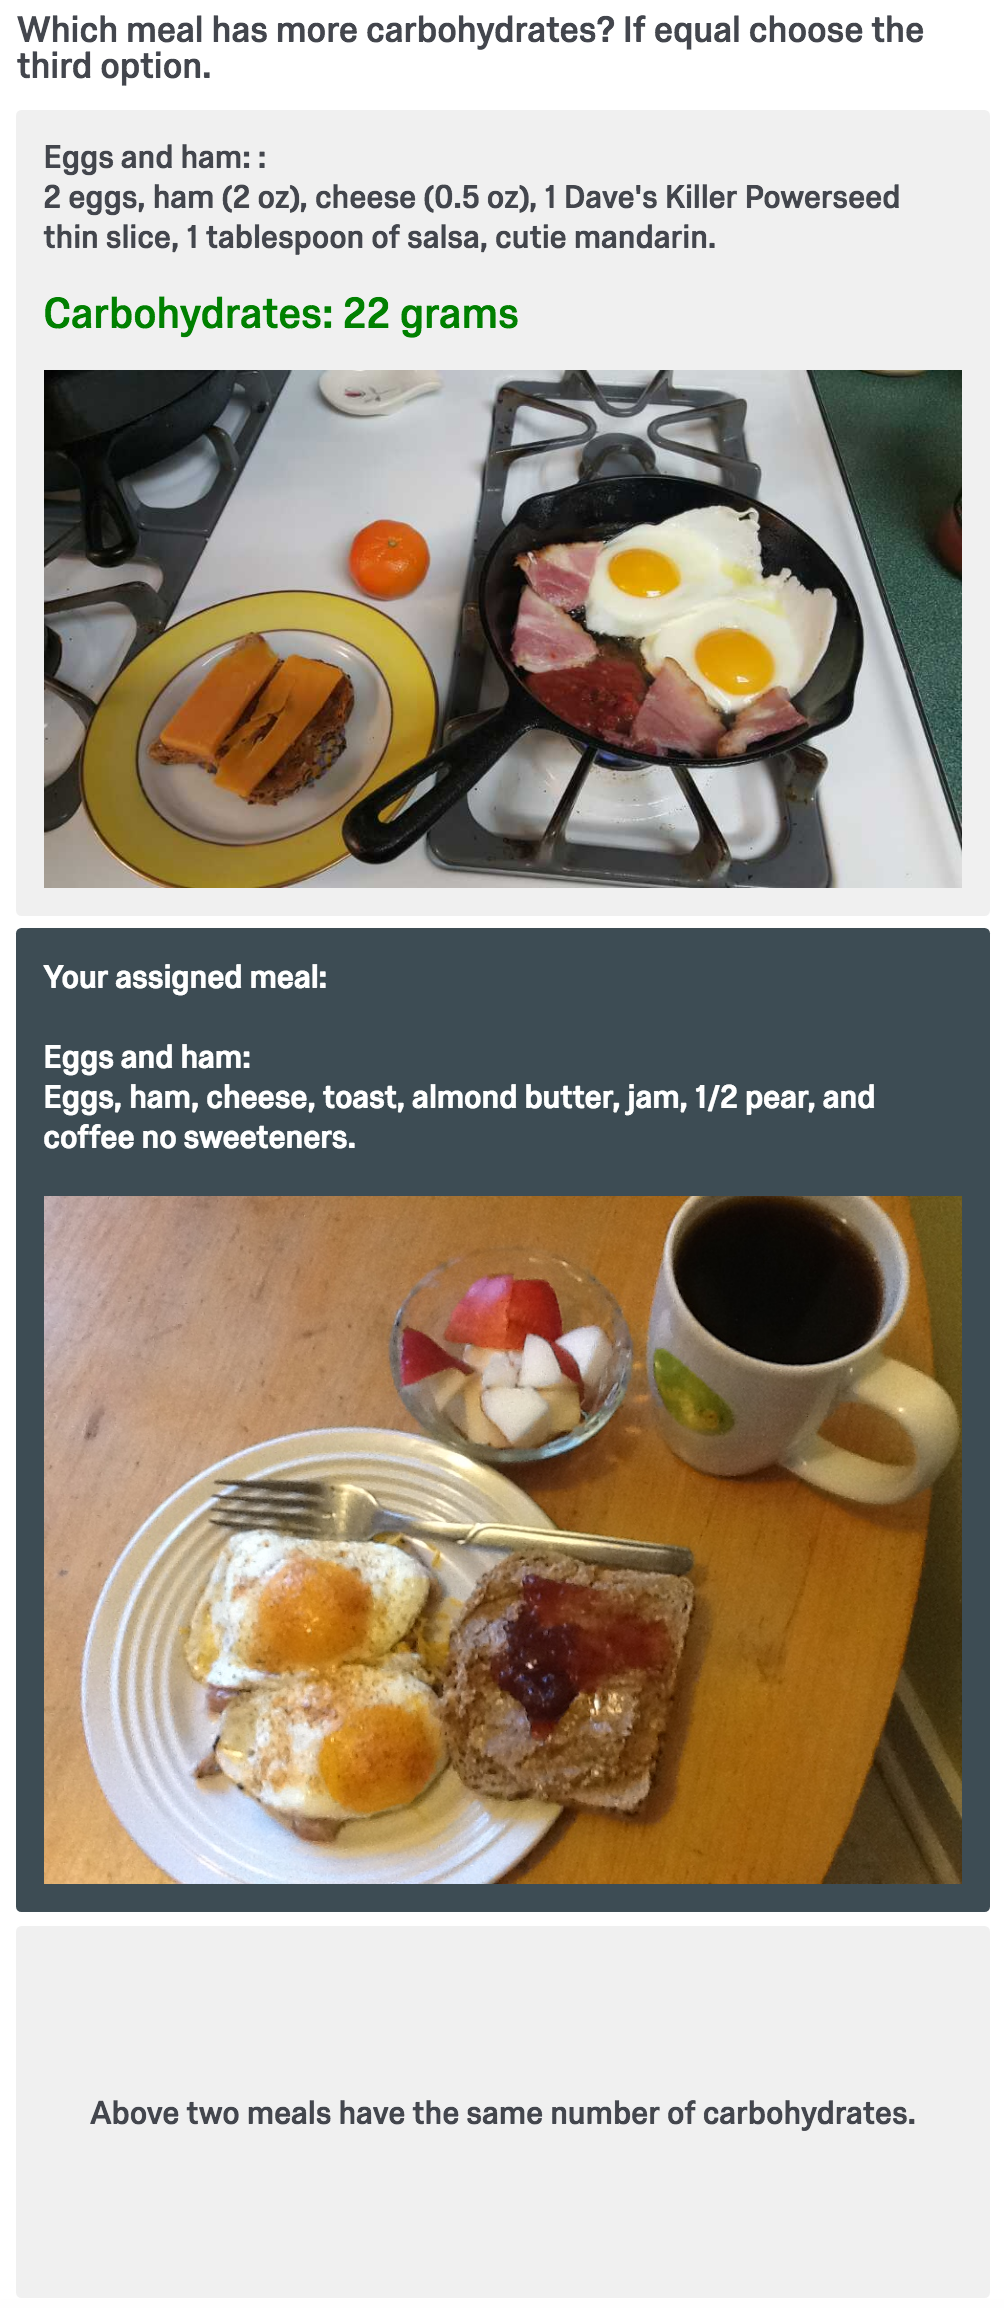 Which meal has more carbohydrates? If equal choose the
third option.
Eggs and ham: :
2 eggs, ham (2 oz), cheese (0.5 oz), 1 Dave's Killer Powerseed
thin slice, 1 tablespoon of salsa, cutie mandarin.
Carbohydrates: 22 grams
Your assigned meal:
Eggs and ham:
Eggs, ham, cheese, toast, almond butter, jam, 1/2 pear, and
coffee no sweeteners.
Above two meals have the same number of carbohydrates.